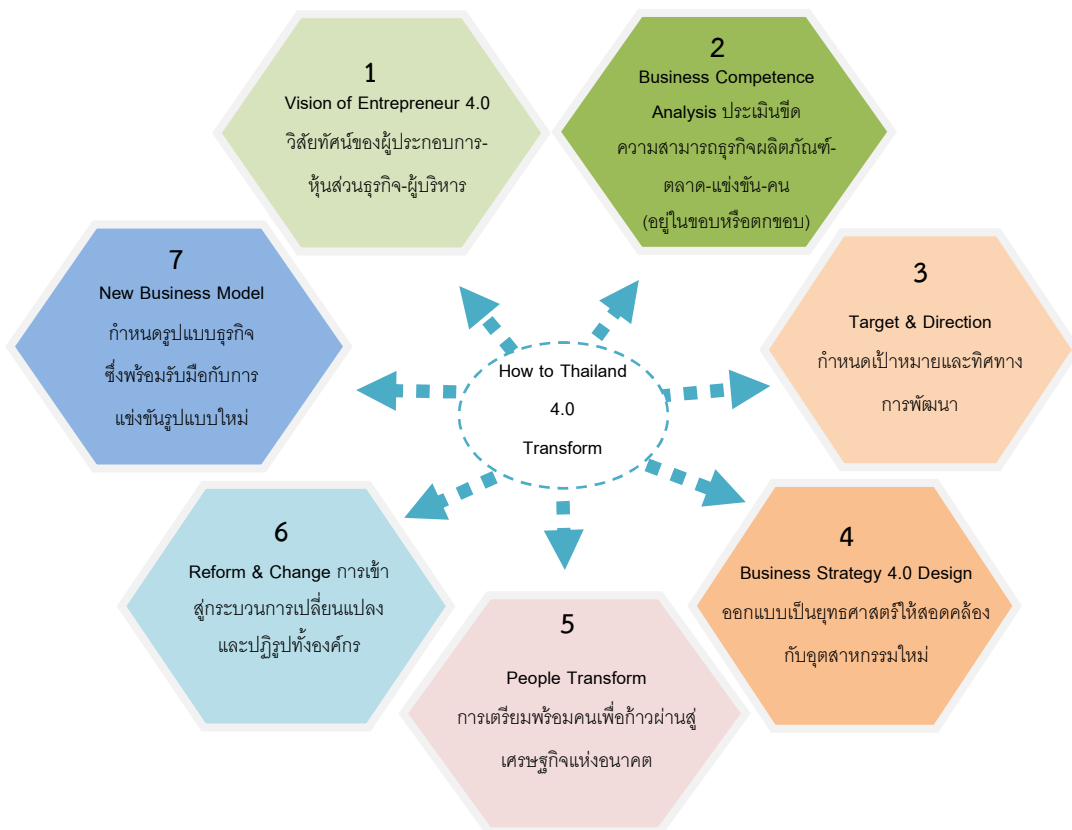 1
Vision of Entrepreneur 4.0
วิสัยทัศน์ของผู้ประกอบการ-
หุ้นส่วนธุรกิจ-ผู้บริหาร
2
Business Competence
Analysis ประเมินขีด
ความสามารถธุรกิจผลิตภัณฑ์-
ตลาด-แข่งขัน-คน
(อยู่ในขอบหรือตกขอบ)
3
Target & Direction
กำหนดเป้าหมายและทิศทาง
การพัฒนา
4
Business Strategy 4.0 Design
ออกแบบเป็นยุทธศาสตร์ให้สอดคล้อง
กับอุตสาหกรรมใหม่
5
People Transform
การเตรียมพร้อมคนเพื่อก้าวผ่านสู่
เศรษฐกิจแห่งอนาคต
6
Reform & Change การเข้า
สู่กระบวนการเปลี่ยนแปลง
และปฏิรูปทั้งองค์กร
7
New Business Model
กำหนดรูปแบบธุรกิจ
ซึ่งพร้อมรับมือกับการ
แข่งขันรูปแบบใหม่
How to Thailand
4.0
Transform